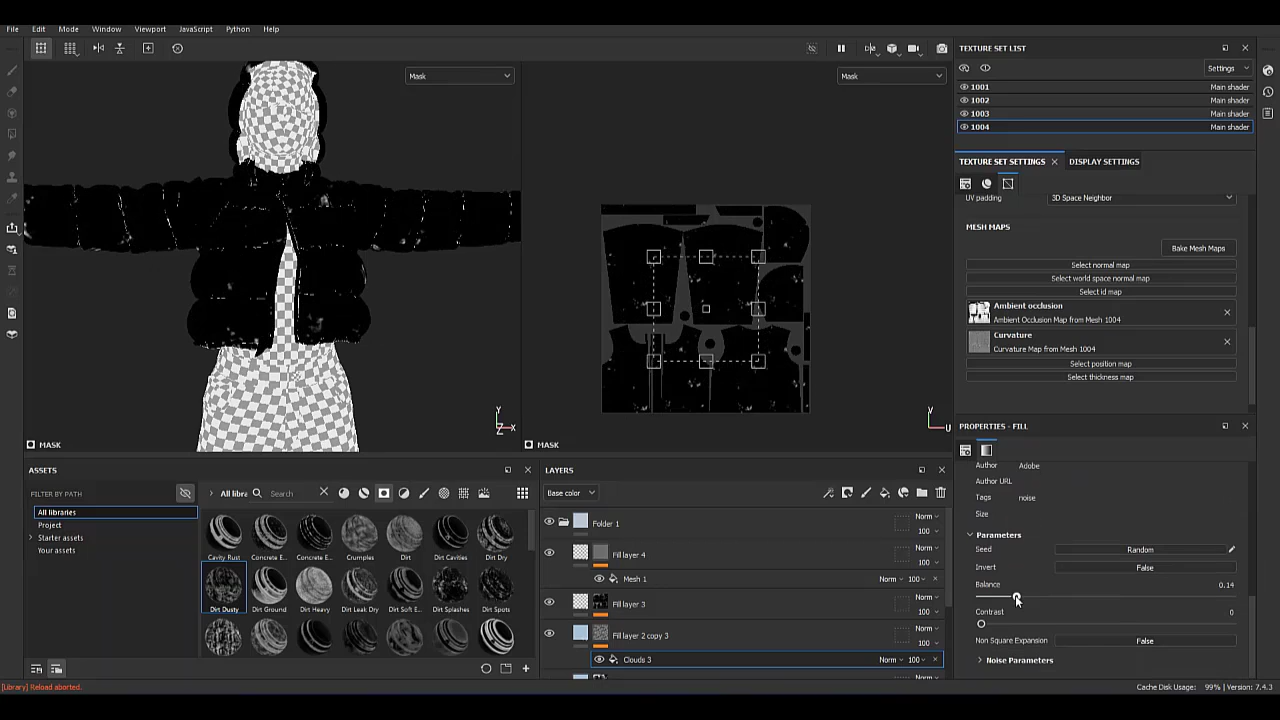 File Edit Mode Window Viewport JavaScript Python Help
Mask
Mask
Y
Z X
V
U
MASK
MASK
TEXTURE SET LIST
Settings
1001 Main shader
1002 Main shader
1003 Main shader
1004 Main shader
TEXTURE SET SETTINGS DISPLAY SETTINGS
UV padding 3D Space Neighbor
MESH MAPS
Bake Mesh Maps
Select normal map
Select world space normal map
Select id map
Ambient occlusion
Ambient Occlusion Map from Mesh 1004
Curvature
Curvature Map from Mesh 1004
Select position map
Select thickness map
PROPERTIES - FILL
Author Adobe
Author URL
Tags noise
Size
Parameters
Seed Random
Invert False
Balance 0.14
Contrast 0
Non Square Expansion False
Noise Parameters
ASSETS
FILTER BY PATH
All libraries
Project
Starter assets
Your assets
All libra
Search
Cavity Rust Concrete E... Concrete E... Crumples Dirt Dirt Cavities Dirt Dry
Dirt Dusty Dirt Ground Dirt Heavy Dirt Leak Dry Dirt Soft E... Dirt Splashes Dirt Spots
LAYERS
Base color
Folder 1 Norm 100
Fill layer 4 Norm 100
Mesh 1 Norm 100
Fill layer 3 Norm 100
Fill layer 2 copy 3 Norm 100
Clouds 3 Norm 100
Norm
[Library] Reload aborted.
Cache Disk Usage: 99% | Version: 7.4.3